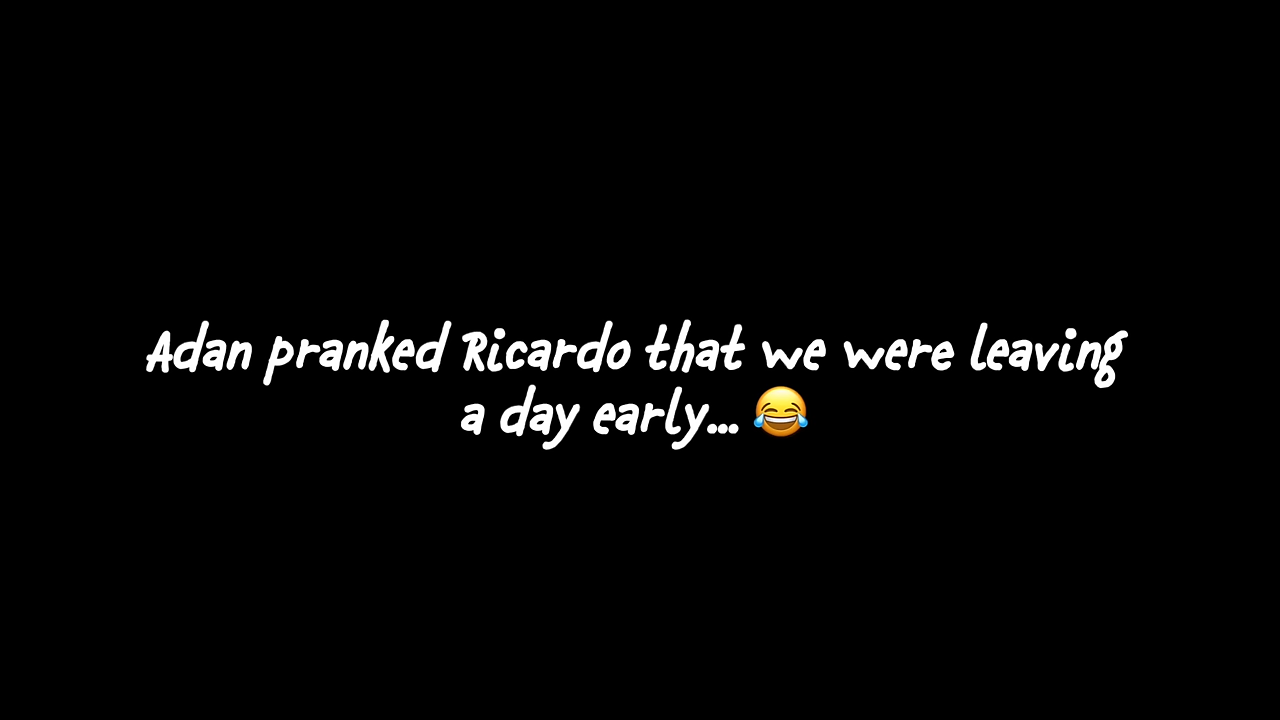 Adan pranked Ricardo that we were leaving
a day early... 😂